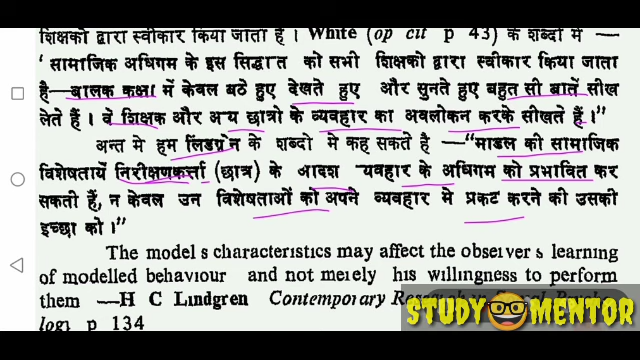 शिक्षको द्वारा स्वीकार किया जाता है । White (op cit p 43) के शब्दो मे —
‘ सामाजिक अधिगम के इस सिद्धात को सभी शिक्षको द्वारा स्वीकार किया जाता
है—बालक कक्षा में केवल बठे हुए देखते हुए और सुनते हुए बहुत सी बातें सीख
लेते हैं । वे शिक्षक और अय छात्रो के व्यवहार का अवलोकन करके सीखते हैं ।”
अन्त मे हम लिडग्रेन के शब्दो मे कह सकते है —“माडल की सामाजिक
विशेषतायें निरीक्षणकर्त्ता (छात्र) के आदश यवहार के अधिगम को प्रभावित कर
सकती हैं, न केवल उन विशेषताओं को अपने व्यवहार मे प्रकट करने की उसकी
इच्छा को ।”
The model s characteristics may affect the observer s learning
of modelled behaviour and not merely his willingness to perform
them —H C Lindgren Contemporary
logy p 134
STUDY MENTOR